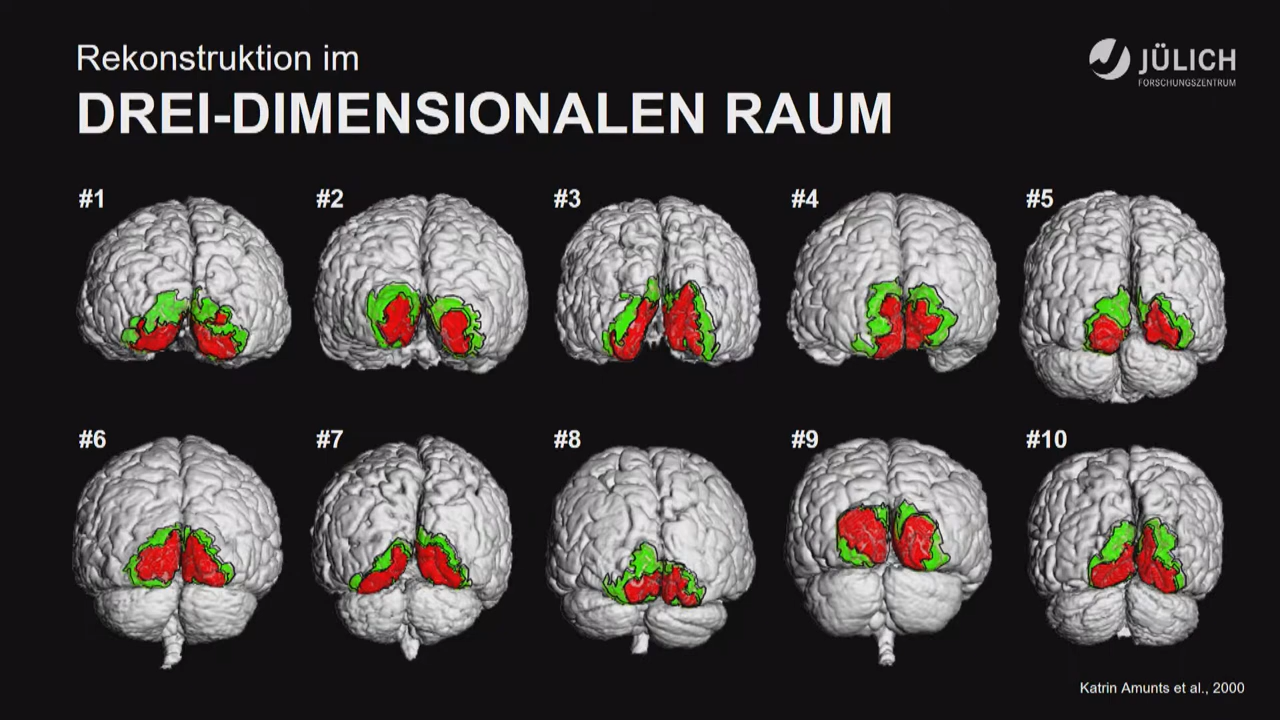 Rekonstruktion im
DREI-DIMENSIONALEN RAUM
JÜLICH
FORSCHUNGSZENTRUM
#1
#2
#3
#4
#5
#6
#7
#8
#9
#10
Katrin Amunts et al., 2000